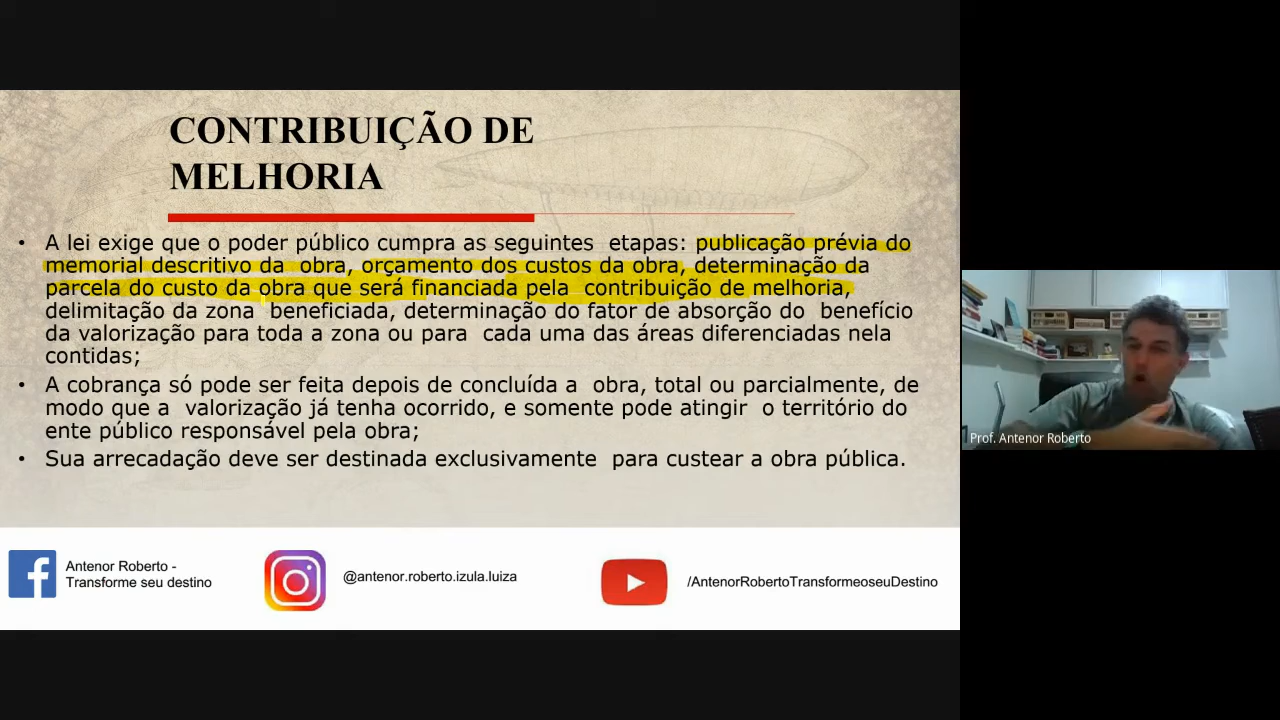 CONTRIBUIÇÃO DE
MELHORIA
• A lei exige que o poder público cumpra as seguintes etapas: publicação prévia do
memorial descritivo da obra, orçamento dos custos da obra, determinação da
parcela do custo da obra que será financiada pela contribuição de melhoria,
delimitação da zona beneficiada, determinação do fator de absorção do benefício
da valorização para toda a zona ou para cada uma das áreas diferenciadas nela
contidas;
• A cobrança só pode ser feita depois de concluída a obra, total ou parcialmente, de
modo que a valorização já tenha ocorrido, e somente pode atingir o território do
ente público responsável pela obra;
• Sua arrecadação deve ser destinada exclusivamente para custear a obra pública.
Prof. Antenor Roberto
Antenor Roberto -
Transforme seu destino
@antenor.roberto.izula.luiza
/AntenorRobertoTransformeoseuDestino